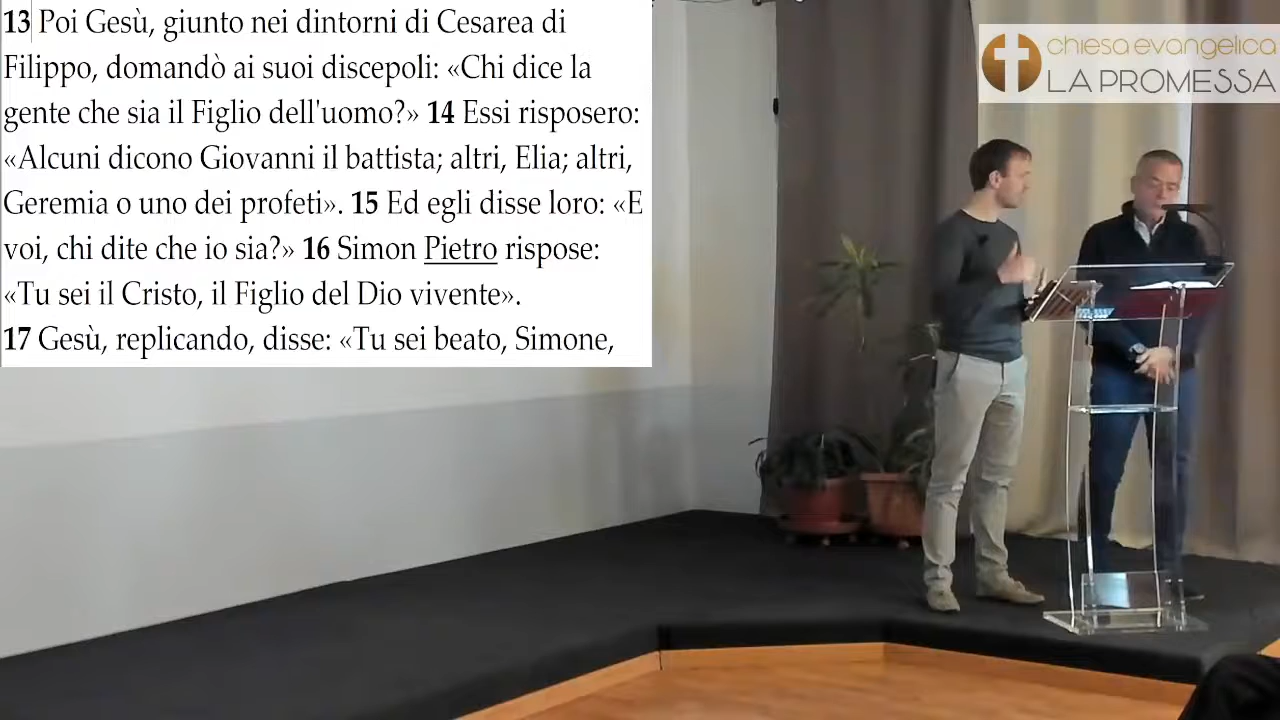 13 Poi Gesù, giunto nei dintorni di Cesarea di
Filippo, domandò ai suoi discepoli: «Chi dice la
gente che sia il Figlio dell'uomo?» 14 Essi risposero:
«Alcuni dicono Giovanni il battista; altri, Elia; altri,
Geremia o uno dei profeti». 15 Ed egli disse loro: «E
voi, chi dite che io sia?» 16 Simon Pietro rispose:
«Tu sei il Cristo, il Figlio del Dio vivente».
17 Gesù, replicando, disse: «Tu sei beato, Simone,
chiesa evangelica
LA PROMESSA